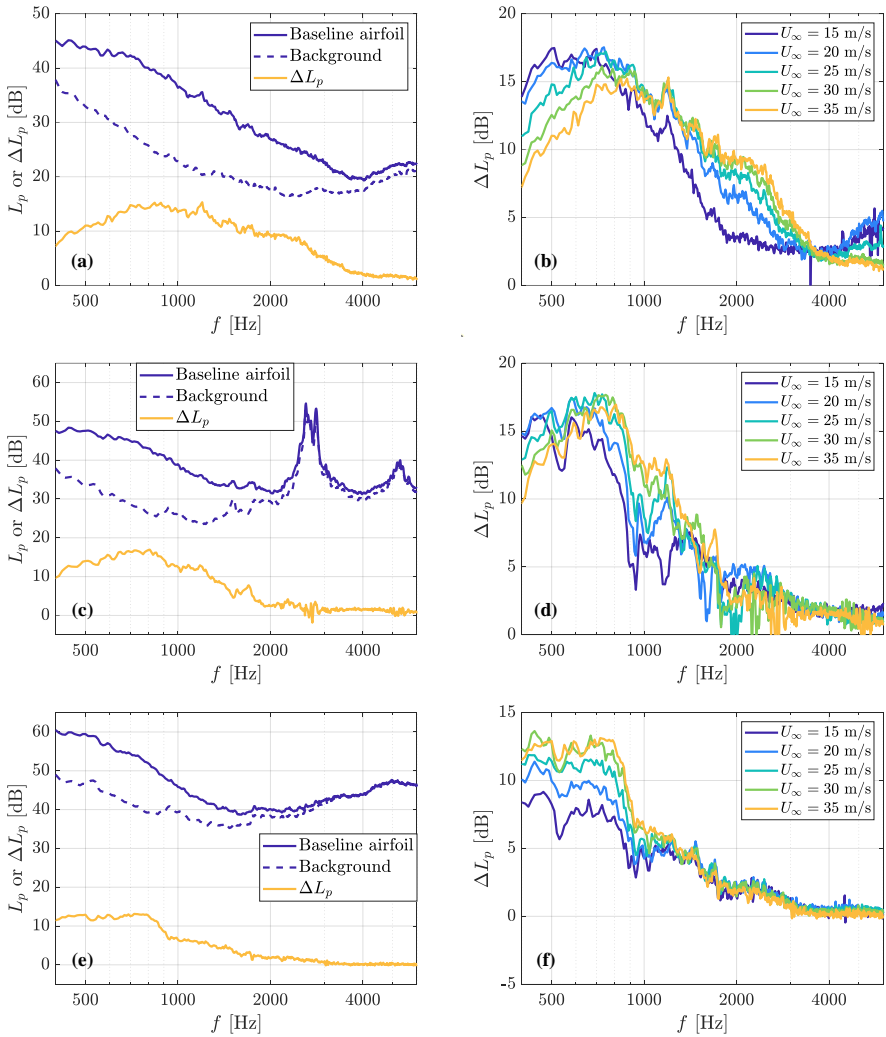 50
40
30
20
10
0
L_p or ΔL_p [dB]
Baseline airfoil
Background
ΔL_p
(a)
500 1000 2000 4000
f [Hz]
20
15
10
5
0
ΔL_p [dB]
U_∞ = 15 m/s
U_∞ = 20 m/s
U_∞ = 25 m/s
U_∞ = 30 m/s
U_∞ = 35 m/s
(b)
500 1000 2000 4000
f [Hz]
60
50
40
30
20
10
0
L_p or ΔL_p [dB]
Baseline airfoil
Background
ΔL_p
(c)
500 1000 2000 4000
f [Hz]
20
15
10
5
0
ΔL_p [dB]
U_∞ = 15 m/s
U_∞ = 20 m/s
U_∞ = 25 m/s
U_∞ = 30 m/s
U_∞ = 35 m/s
(d)
500 1000 2000 4000
f [Hz]
60
50
40
30
20
10
0
L_p or ΔL_p [dB]
Baseline airfoil
Background
ΔL_p
(e)
500 1000 2000 4000
f [Hz]
15
10
5
0
-5
ΔL_p [dB]
U_∞ = 15 m/s
U_∞ = 20 m/s
U_∞ = 25 m/s
U_∞ = 30 m/s
U_∞ = 35 m/s
(f)
500 1000 2000 4000
f [Hz]